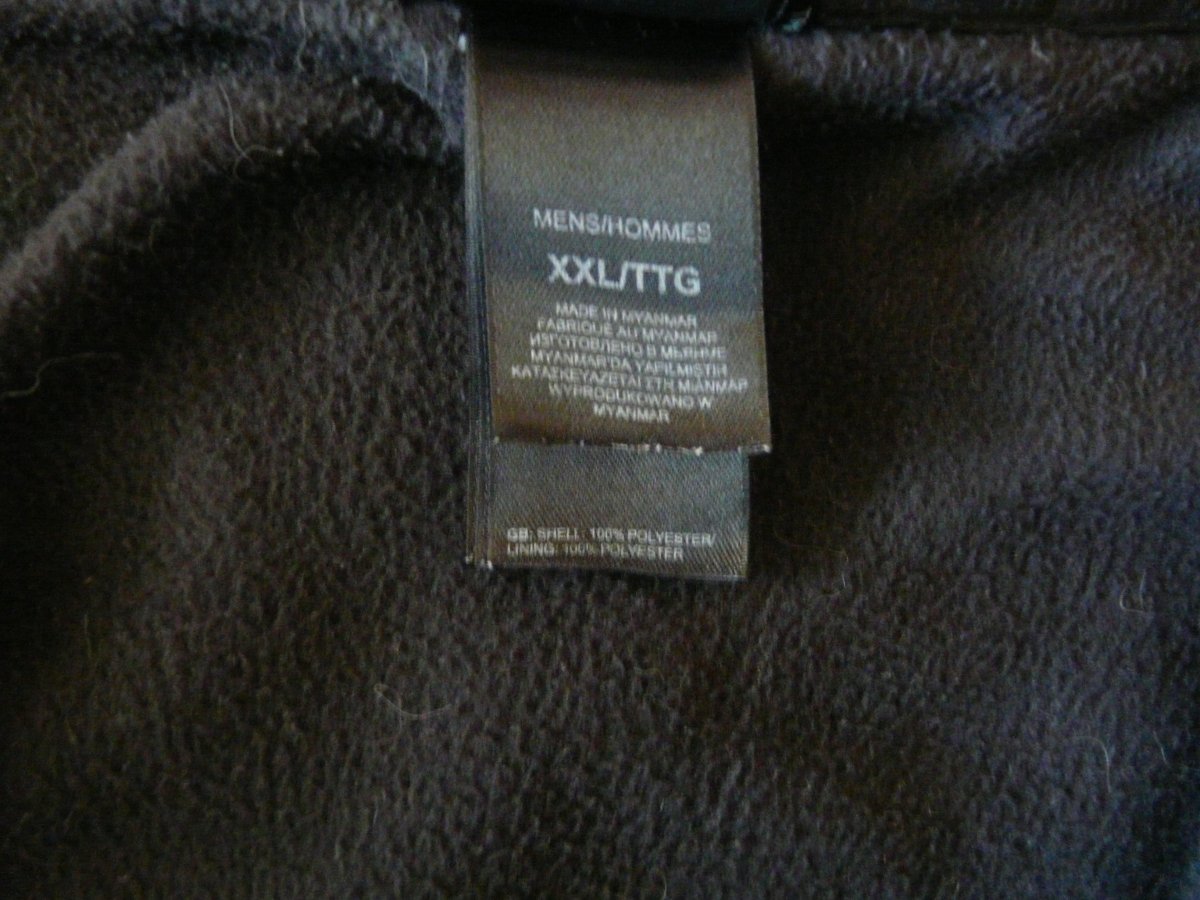 MENS/HOMMES
XXL/TTG
MADE IN MYANMAR
FABRIQUE AU MYANMAR
ИЗГОТОВЛЕНО В МЬЯНМЕ
MYANMAR'DA YAPILMISTIR
ΚΑΤΑΣΚΕΥΑΖΕΤΑΙ ΣΤΗ ΜΙΑΝΜΑΡ
WYPRODUKOWANO W
MYANMAR
GB: SHELL: 100% POLYESTER/
LINING: 100% POLYESTER